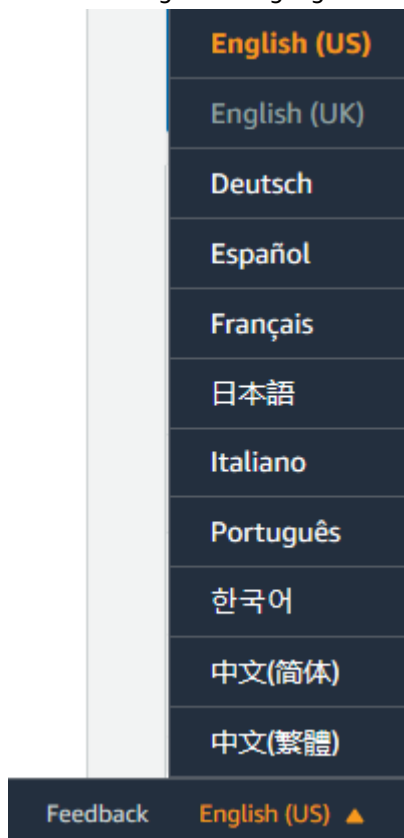 English (US)
English (UK)
Deutsch
Español
Français
日本語
Italiano
Português
한국어
中文(简体)
中文(繁體)
Feedback English (US)